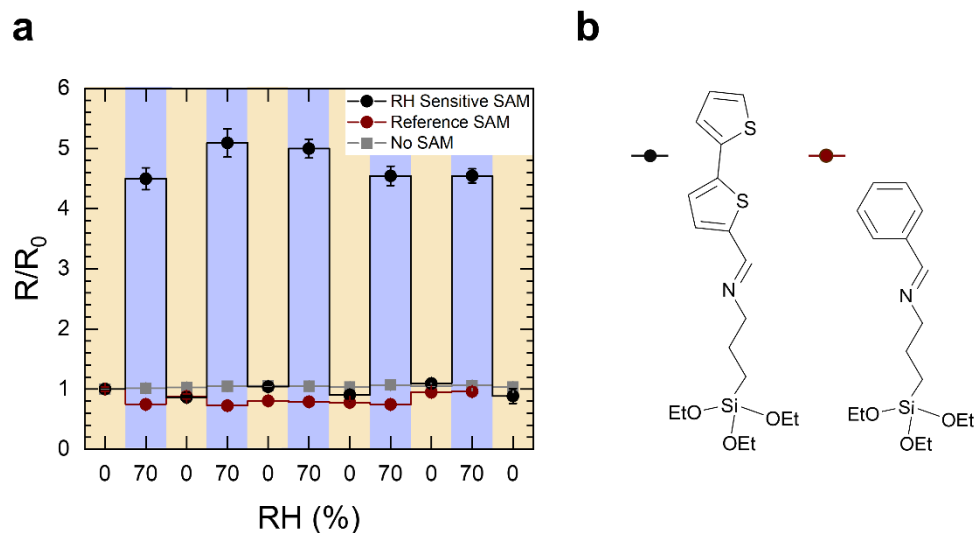 a
b
6
5
4
3
2
1
0
R/R0
RH Sensitive SAM
Reference SAM
No SAM
0 70 0 70 0 70 0 70 0 70 0
RH (%)
S
S
N
Si
EtO
OEt
OEt
N
Si
EtO
OEt
OEt